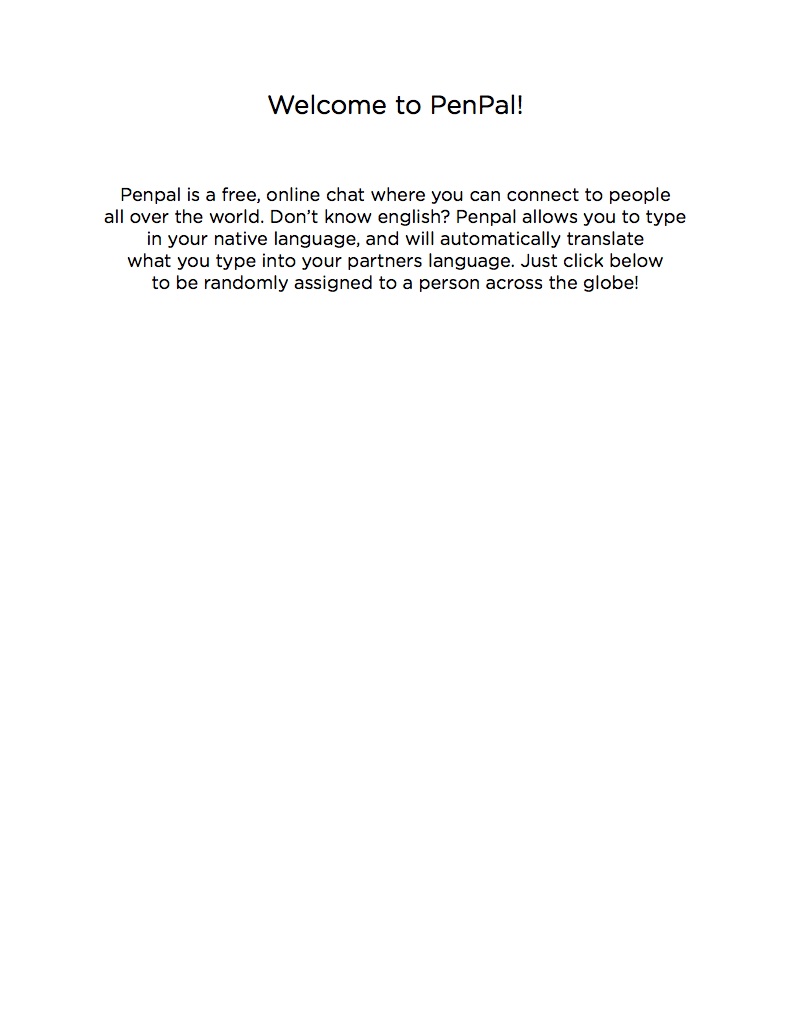 Welcome to PenPal!
Penpal is a free, online chat where you can connect to people
all over the world. Don’t know english? Penpal allows you to type
in your native language, and will automatically translate
what you type into your partners language. Just click below
to be randomly assigned to a person across the globe!